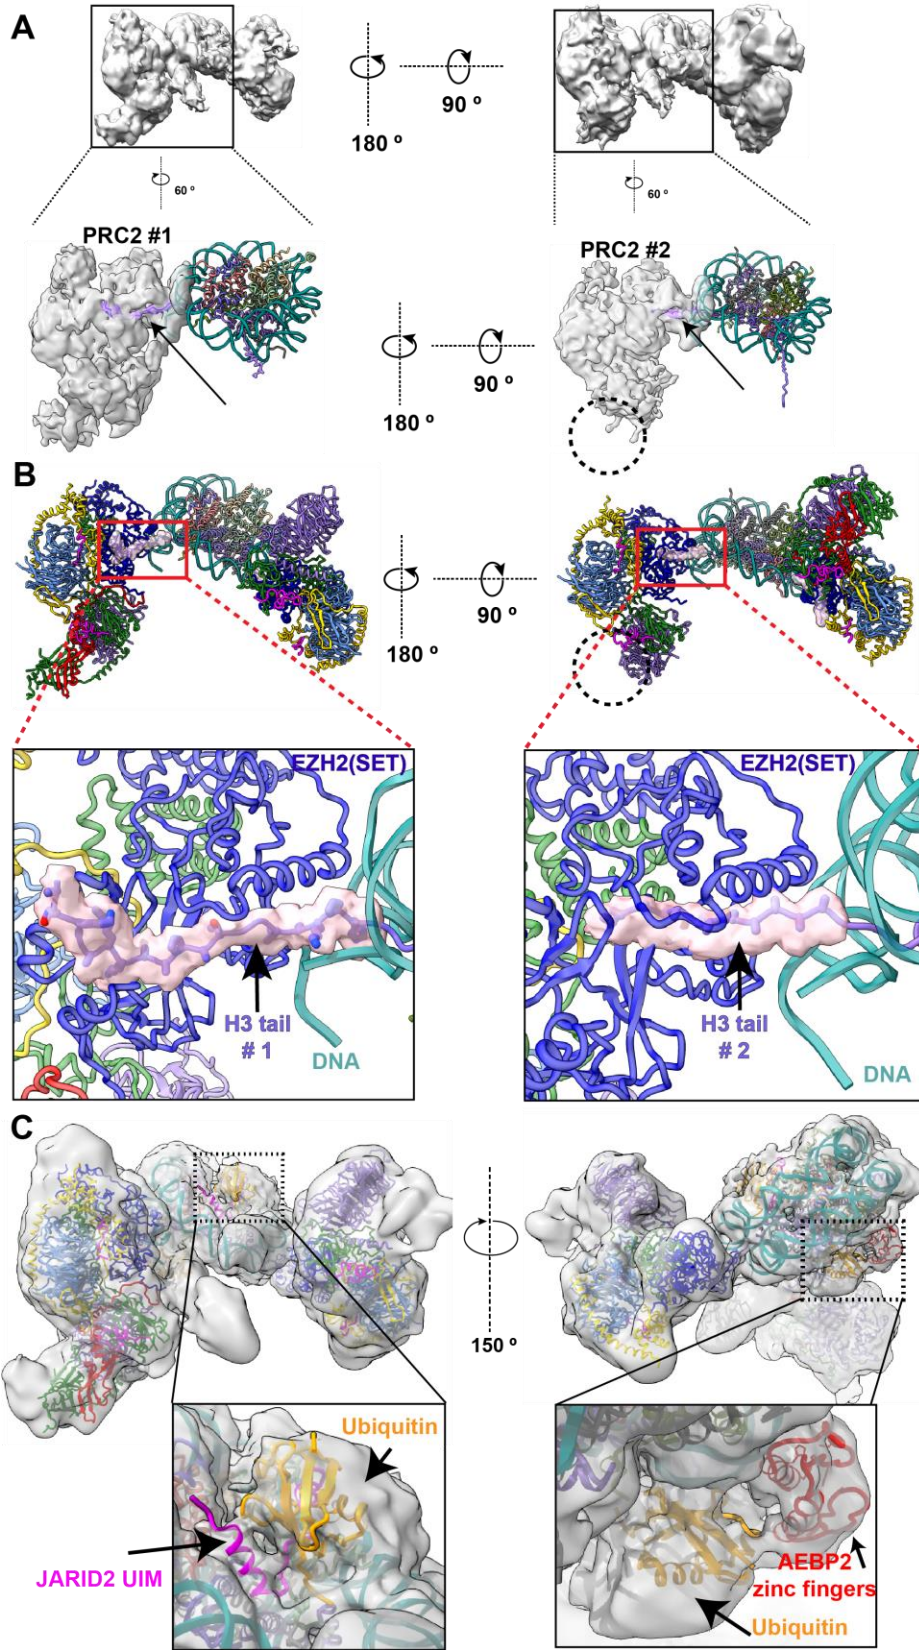 A
180 º
90 º
60 º
60 º
PRC2 #1
PRC2 #2
180 º
90 º
B
180 º
90 º
EZH2(SET)
H3 tail
# 1
DNA
EZH2(SET)
H3 tail
# 2
DNA
C
150 º
Ubiquitin
JARID2 UIM
AEBP2
zinc fingers
Ubiquitin